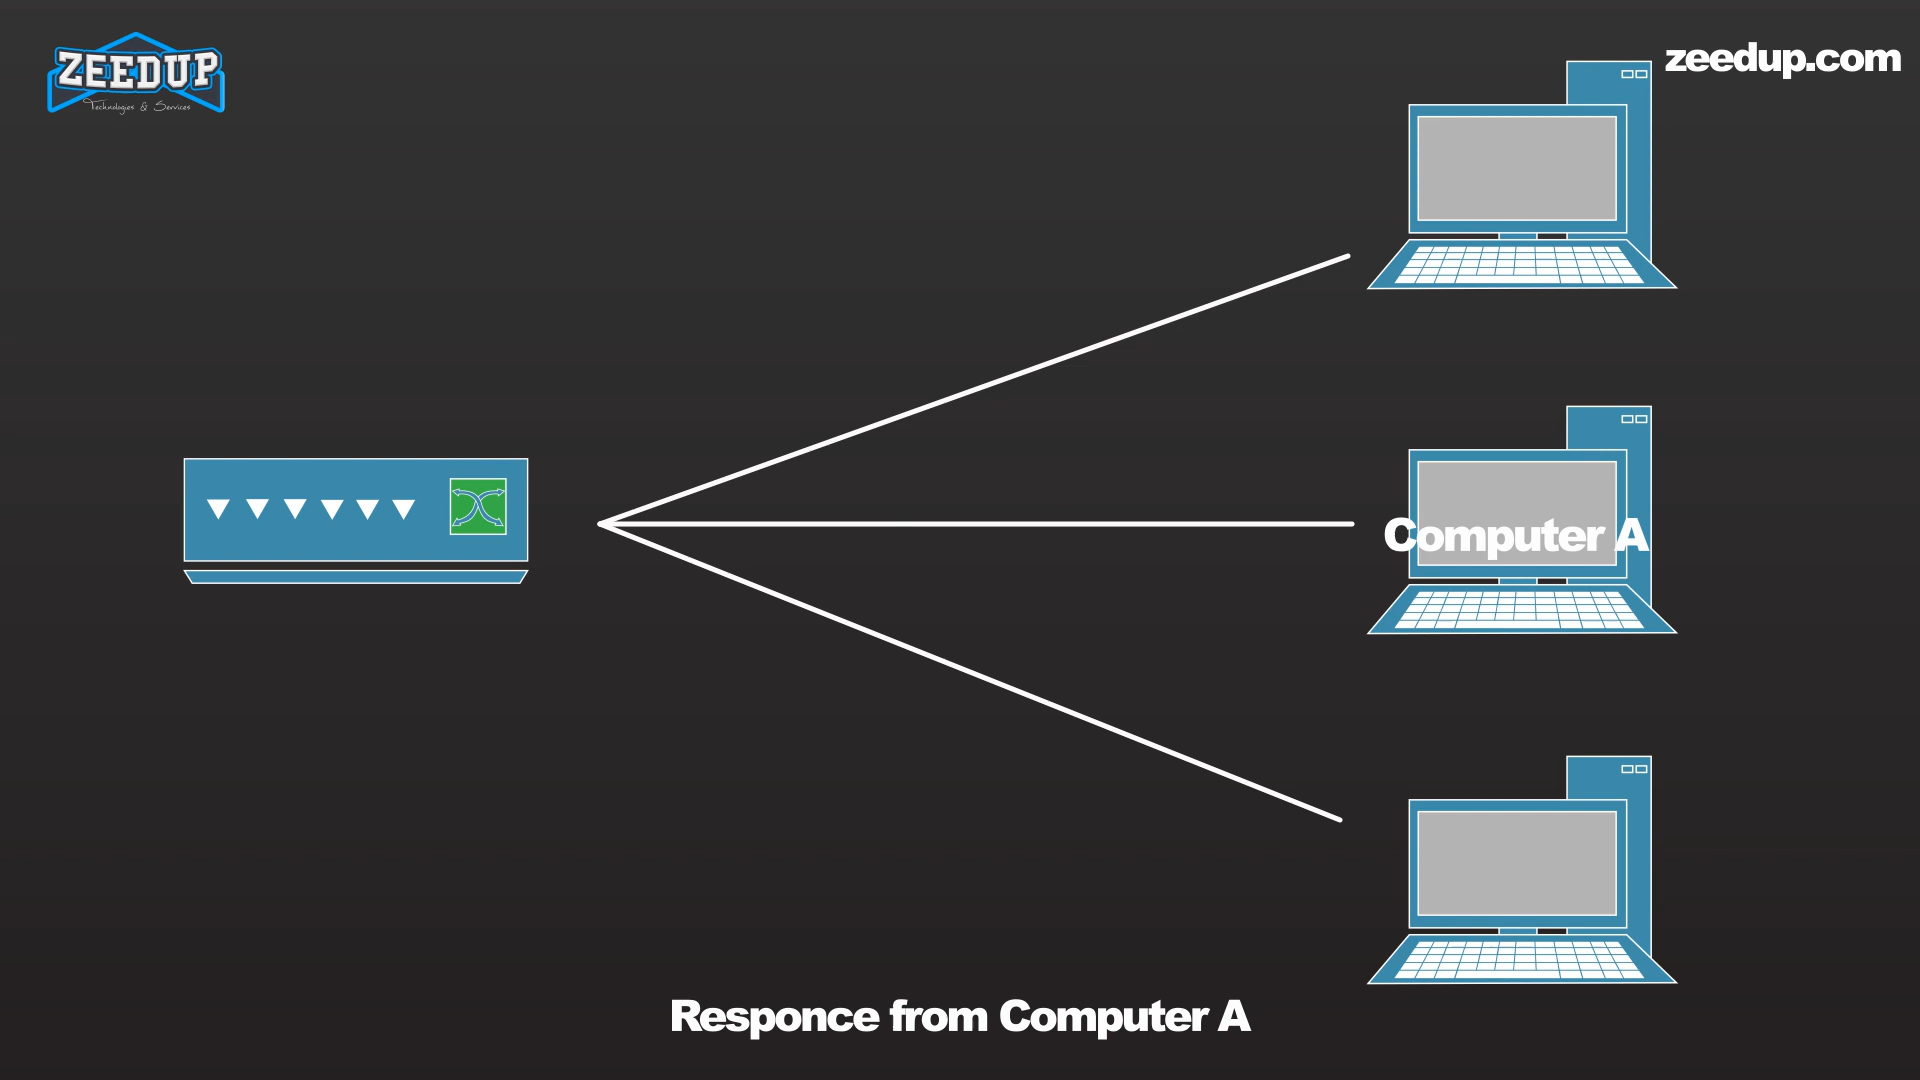 ZEEDUP
Technologies & Services
zeedup.com
Computer A
Responce from Computer A